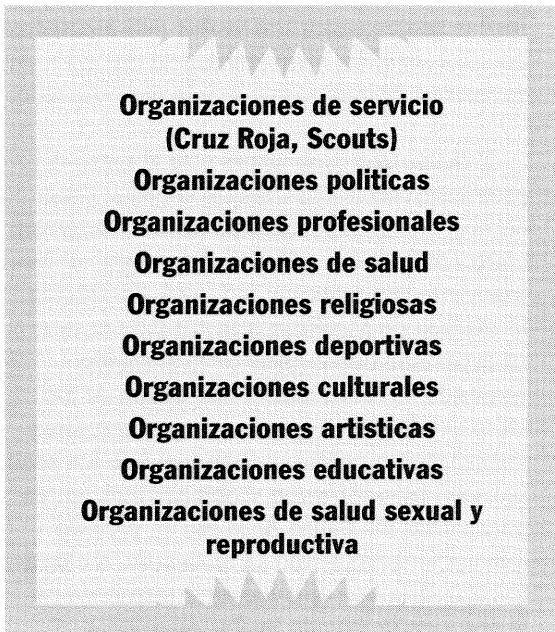 Organizaciones de servicio
(Cruz Roja, Scouts)
Organizaciones politicas
Organizaciones profesionales
Organizaciones de salud
Organizaciones religiosas
Organizaciones deportivas
Organizaciones culturales
Organizaciones artisticas
Organizaciones educativas
Organizaciones de salud sexual y
reproductiva